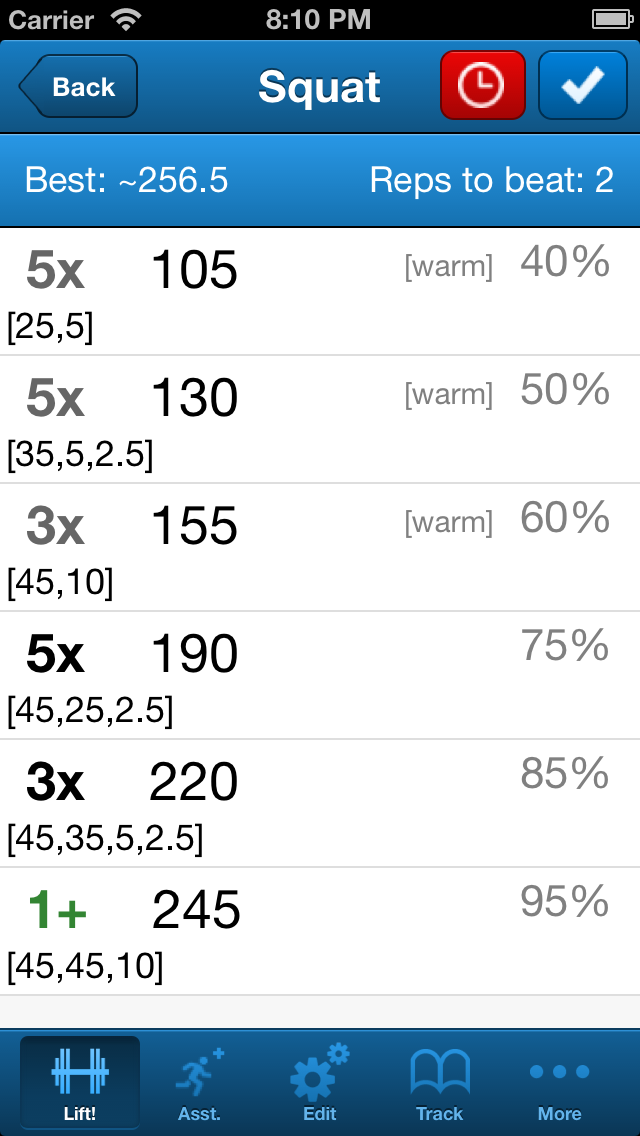 Carrier 8:10 PM
Back Squat
Best: ~256.5 Reps to beat: 2
5x 105 [warm] 40%
[25,5]
5x 130 [warm] 50%
[35,5,2.5]
3x 155 [warm] 60%
[45,10]
5x 190 75%
[45,25,2.5]
3x 220 85%
[45,35,5,2.5]
1+ 245 95%
[45,45,10]
Lift! Asst. Edit Track More